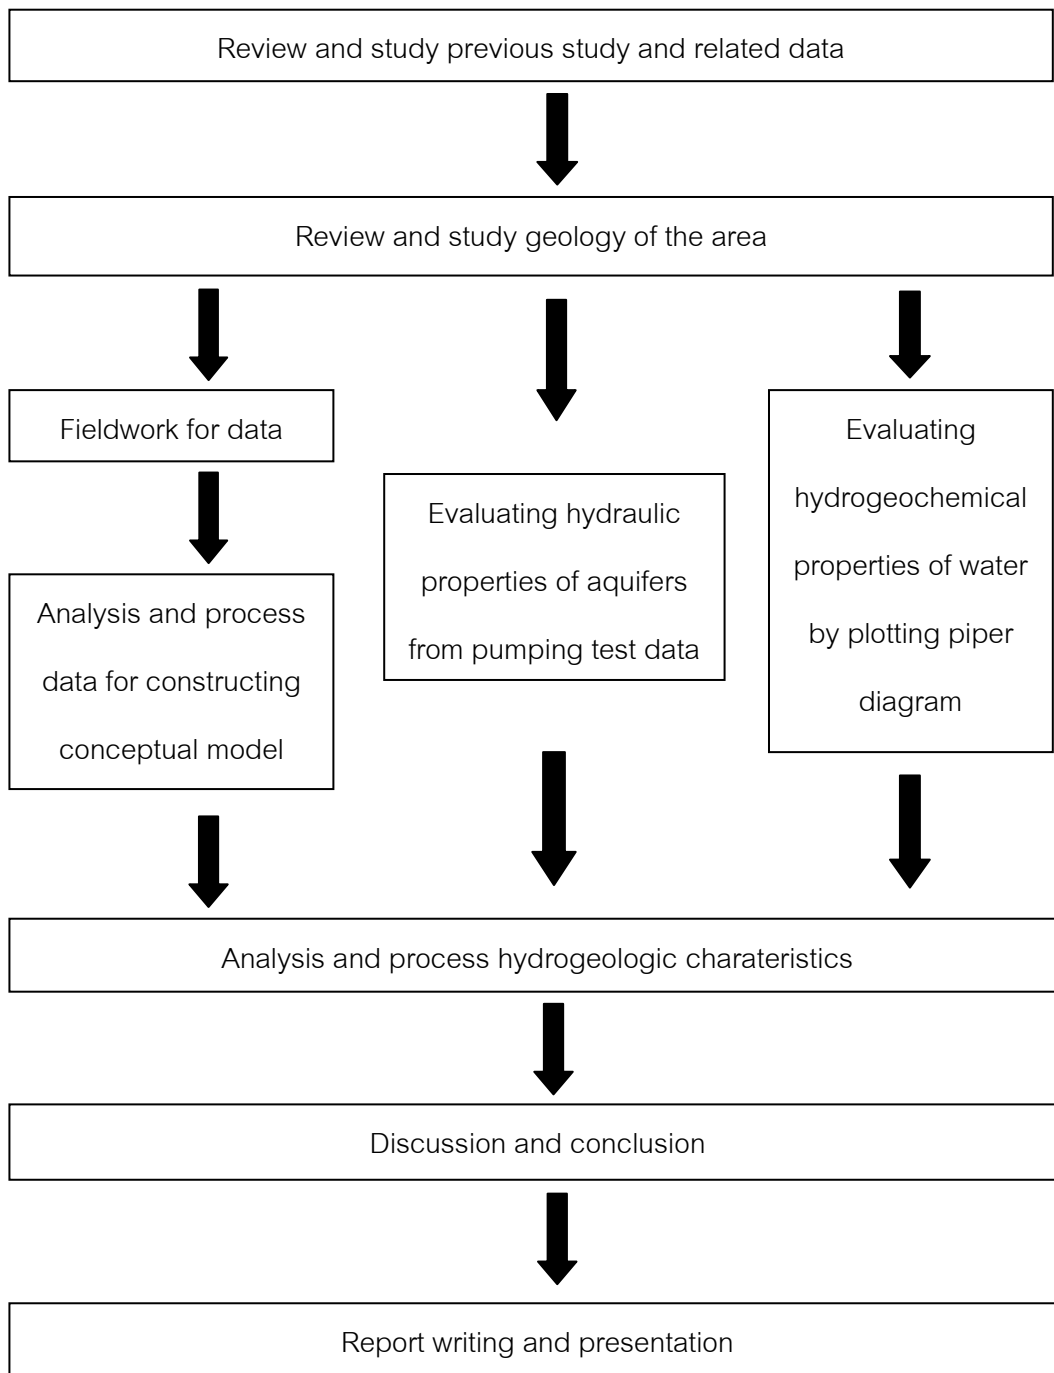 Review and study previous study and related data
Review and study geology of the area
Fieldwork for data
Analysis and process
data for constructing
conceptual model
Evaluating hydraulic
properties of aquifers
from pumping test data
Evaluating
hydrogeochemical
properties of water
by plotting piper
diagram
Analysis and process hydrogeologic charateristics
Discussion and conclusion
Report writing and presentation